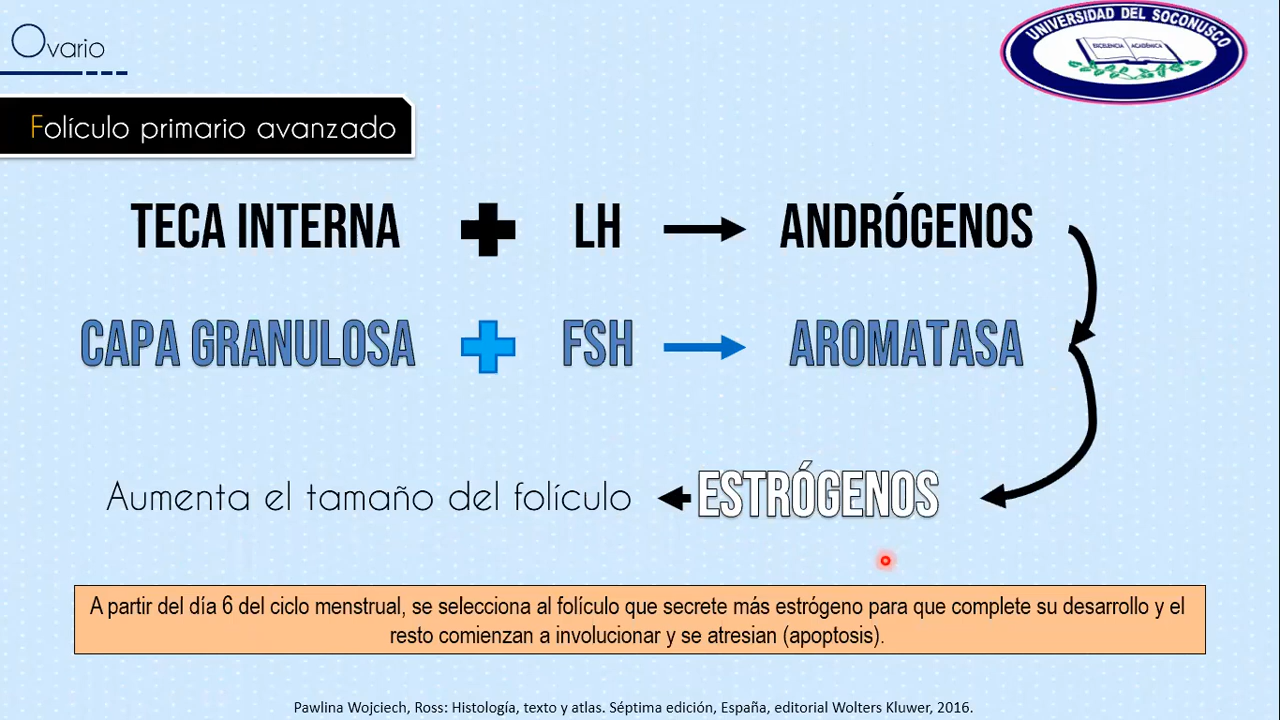 Ovario
UNIVERSIDAD DEL SOCONUSCO
EXCELENCIA ACADÉMICA
Folículo primario avanzado
TECA INTERNA + LH → ANDRÓGENOS
CAPA GRANULOSA + FSH → AROMATASA
Aumenta el tamaño del folículo ← ESTRÓGENOS
A partir del día 6 del ciclo menstrual, se selecciona al folículo que secrete más estrógeno para que complete su desarrollo y el
resto comienzan a involucionar y se atresian (apoptosis).
Pawlina Wojciech, Ross: Histología, texto y atlas. Séptima edición, España, editorial Wolters Kluwer, 2016.